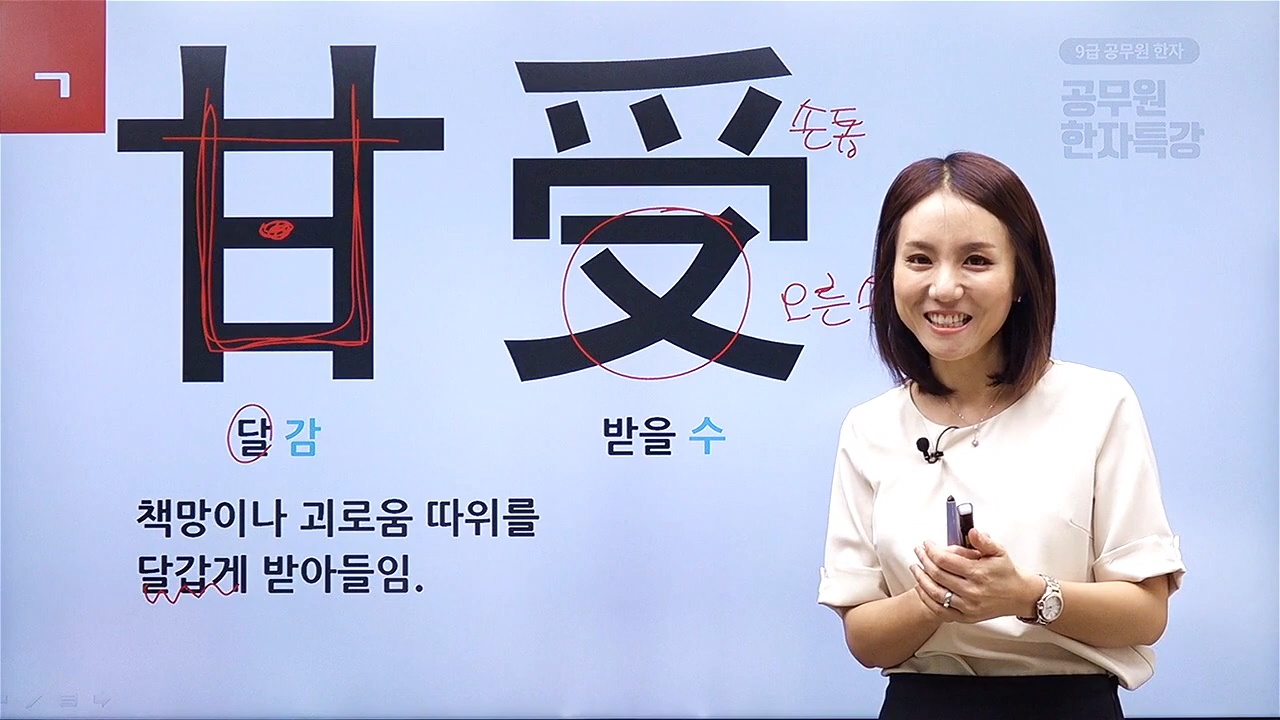 ㄱ
9급 공무원 한자
공무원
한자특강
甘受
손톱
오른
달 감
받을 수
책망이나 괴로움 따위를
달갑게 받아들임.